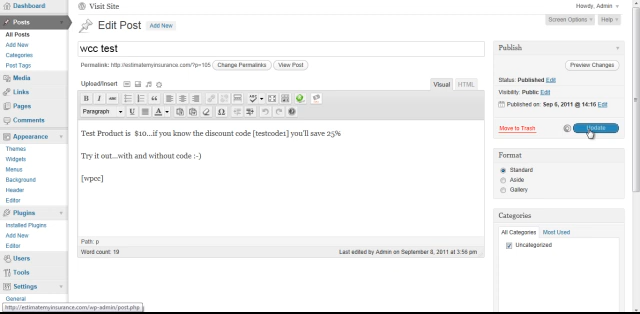 Dashboard
Visit Site
Howdy, Admin
Posts
Edit Post
Add New
Screen Options
Help
All Posts
Add New
Categories
Post Tags
Media
Links
Pages
Comments
Appearance
Themes
Widgets
Menus
Background
Header
Editor
Plugins
Installed Plugins
Add New
Editor
Users
Tools
Settings
General
http://estimatemyinsurance.com/wp-admin/post.php
wcc test
Permalink: http://estimatemyinsurance.com/?p=105 Change Permalinks View Post
Upload/Insert
Visual HTML
B I ABC
Paragraph U A Ω
Test Product is $10...if you know the discount code [testcode1] you'll save 25%
Try it out...with and without code :-)
[wpcc]
Path: p
Word count: 19
Last edited by Admin on September 8, 2011 at 3:56 pm
Publish
Preview Changes
Status: Published Edit
Visibility: Public Edit
Published on: Sep 6, 2011 @ 14:15 Edit
Move to Trash
Update
Format
Standard
Aside
Gallery
Categories
All Categories Most Used
Uncategorized